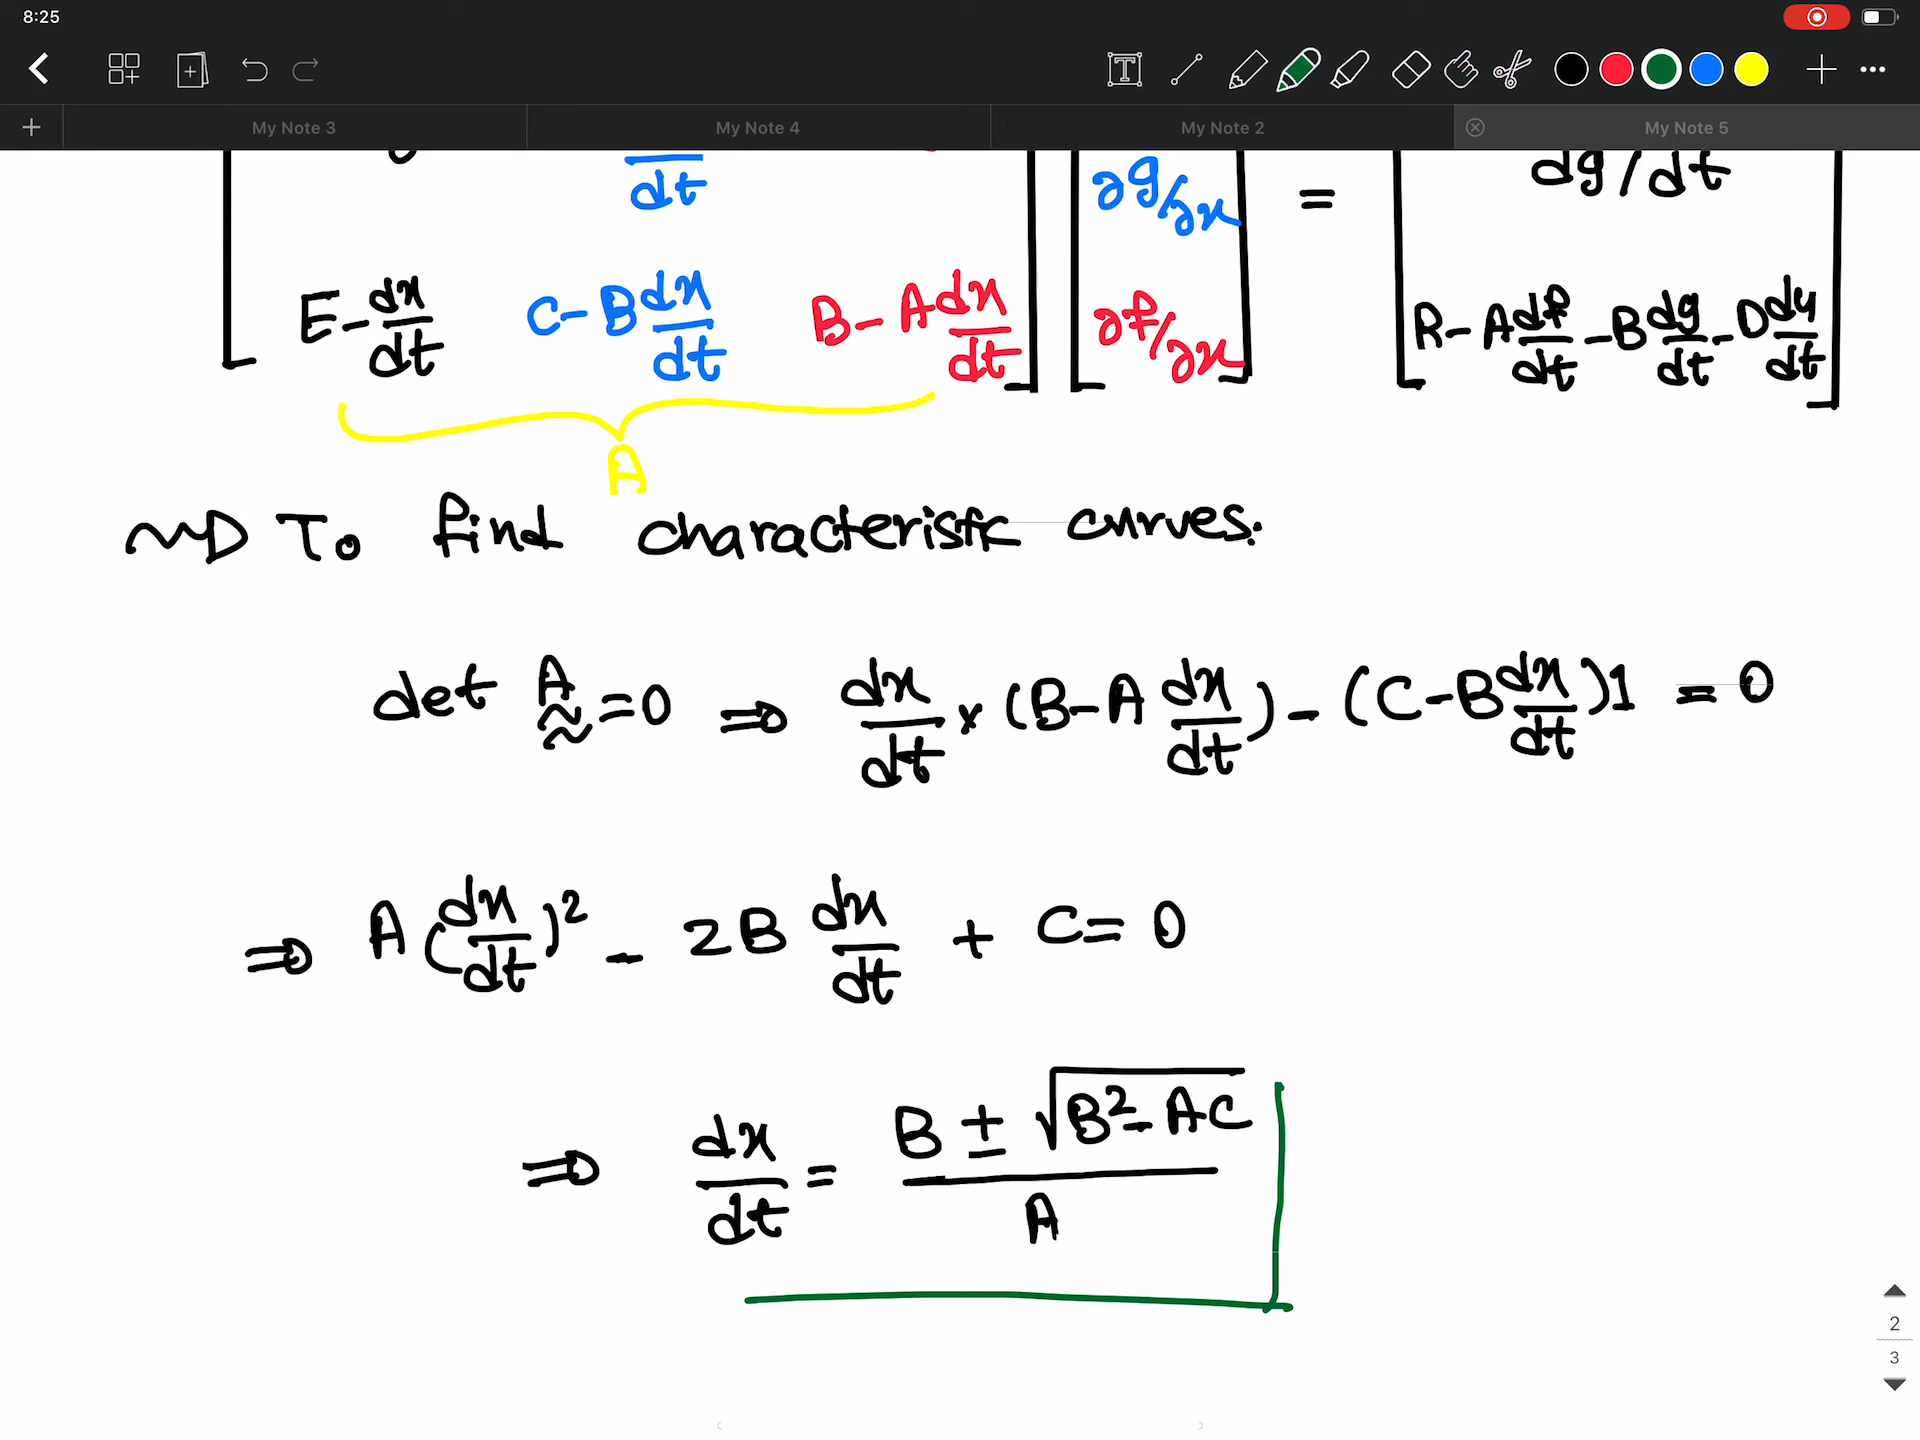 8:25
My Note 3 My Note 4 My Note 2 My Note 5
dt ∂g/∂x = dg/dt
E-dx/dt C-B dx/dt B-A dx/dt ∂f/∂x R-A df/dt -B dg/dt -D du/dt
A
To find characteristic curves:
det A=0 ⇒ dx/dt × (B-A dx/dt) - (C-B dx/dt)1 = 0
⇒ A(dx/dt)² - 2B dx/dt + C = 0
⇒ dx/dt = B ± √B²-AC / A
2
3